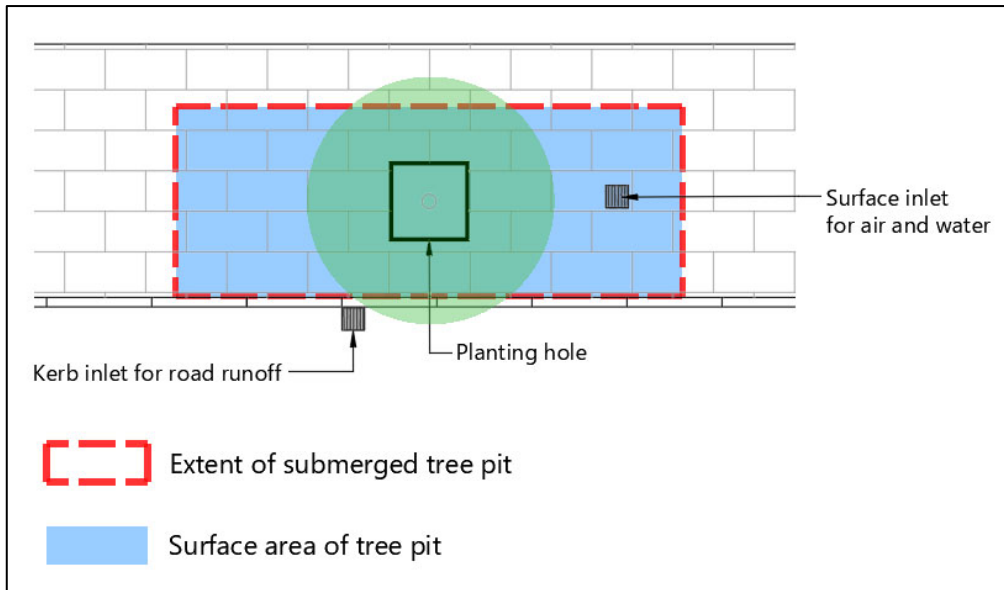 Surface inlet
for air and water
Planting hole
Kerb inlet for road runoff
Extent of submerged tree pit
Surface area of tree pit